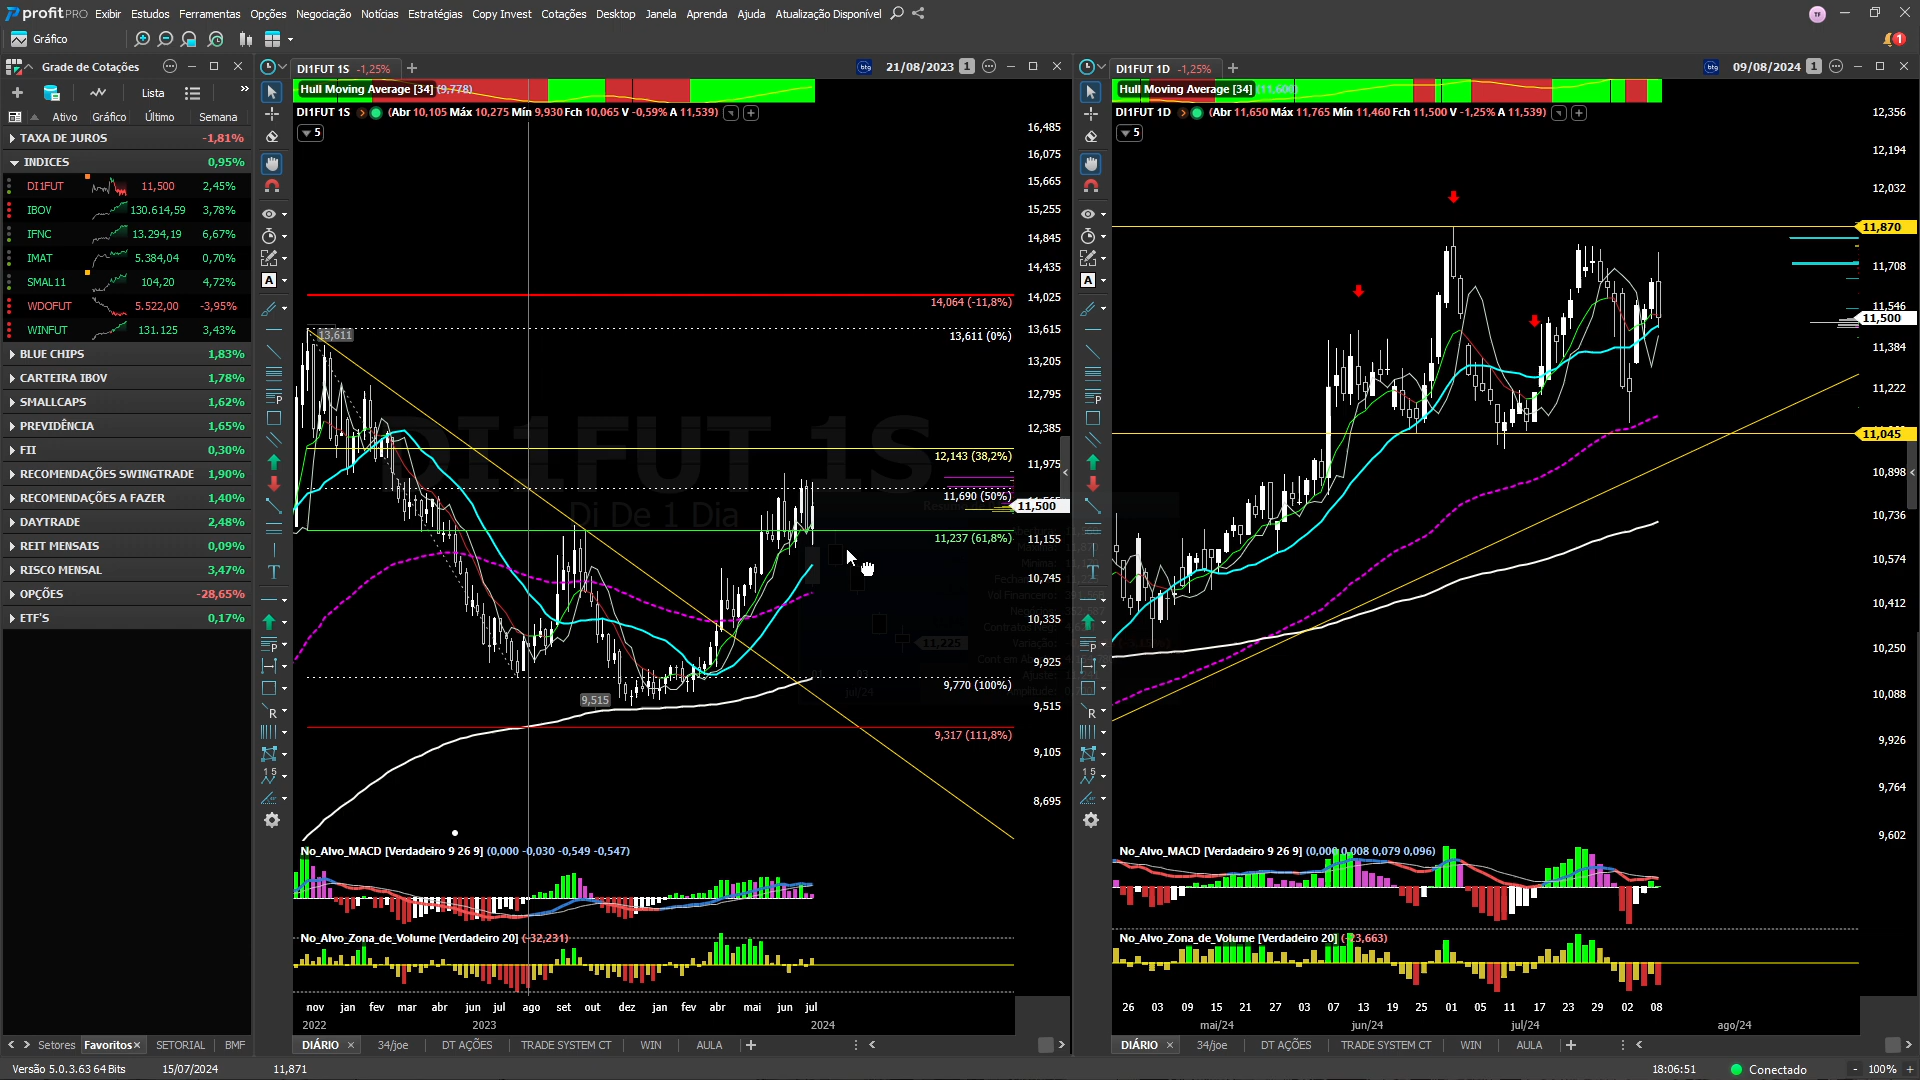 profitPRO Exibir Estudos Ferramentas Opções Negociação Notícias Estratégias Copy Invest Cotações Desktop Janela Aprenda Ajuda Atualização Disponível TF
Gráfico 1
Grade de Cotações
Lista
Ativo Gráfico Último Semana
TAXA DE JUROS -1,81%
INDICES 0,95%
DI1FUT 11,500 2,45%
IBOV 130.614,59 3,78%
IFNC 13.294,19 6,67%
IMAT 5.384,04 0,70%
SMAL11 104,20 4,72%
WDOFUT 5.522,00 -3,95%
WINFUT 131.125 3,43%
BLUE CHIPS 1,83%
CARTEIRA IBOV 1,78%
SMALLCAPS 1,62%
PREVIDÊNCIA 1,65%
FII 0,30%
RECOMENDAÇÕES SWINGTRADE 1,90%
RECOMENDAÇÕES A FAZER 1,40%
DAYTRADE 2,48%
REIT MENSAIS 0,09%
RISCO MENSAL 3,47%
OPÇÕES -28,65%
ETF'S 0,17%
Setores Favoritos SETORIAL BMF
DI1FUT 1S -1,25% btg 21/08/2023 1
Hull Moving Average [34] (9,778)
DI1FUT 1S (Abr 10,105 Máx 10,275 Mín 9,930 Fch 10,065 V -0,59% A 11,539)
5
DI1FUT 1S
Di De 1 Dia
14,064 (-11,8%)
13,611 (0%)
13,611
12,143 (38,2%)
11,690 (50%)
11,237 (61,8%)
9,770 (100%)
9,515
9,317 (111,8%)
11,225
jul/24
16,485
16,075
15,665
15,255
14,845
14,435
14,025
13,615
13,205
12,795
12,385
11,975
11,500
11,155
10,745
10,335
9,925
9,515
9,105
8,695
No_Alvo_MACD [Verdadeiro 9 26 9] (0,000 -0,030 -0,549 -0,547)
No_Alvo_Zona_de_Volume [Verdadeiro 20] (-32,231)
nov jan fev mar abr jun jul ago set out dez jan fev abr mai jun jul
2022 2023 2024
DIÁRIO 34/joe DT AÇÕES TRADE SYSTEM CT WIN AULA
DI1FUT 1D -1,25% btg 09/08/2024 1
Hull Moving Average [34] (11,600)
DI1FUT 1D (Abr 11,650 Máx 11,765 Mín 11,460 Fch 11,500 V -1,25% A 11,539)
5
12,356
12,194
12,032
11,870
11,708
11,546
11,500
11,384
11,222
11,045
10,898
10,736
10,574
10,412
10,250
10,088
9,926
9,764
9,602
No_Alvo_MACD [Verdadeiro 9 26 9] (0,000 0,008 0,079 0,096)
No_Alvo_Zona_de_Volume [Verdadeiro 20] (-23,663)
26 03 09 15 21 27 03 07 13 19 25 01 05 11 17 23 29 02 08
mai/24 jun/24 jul/24 ago/24
DIÁRIO 34/joe DT AÇÕES TRADE SYSTEM CT WIN AULA
Versão 5.0.3.63 64 Bits 15/07/2024 11,871 18:06:51 Conectado - 100% +